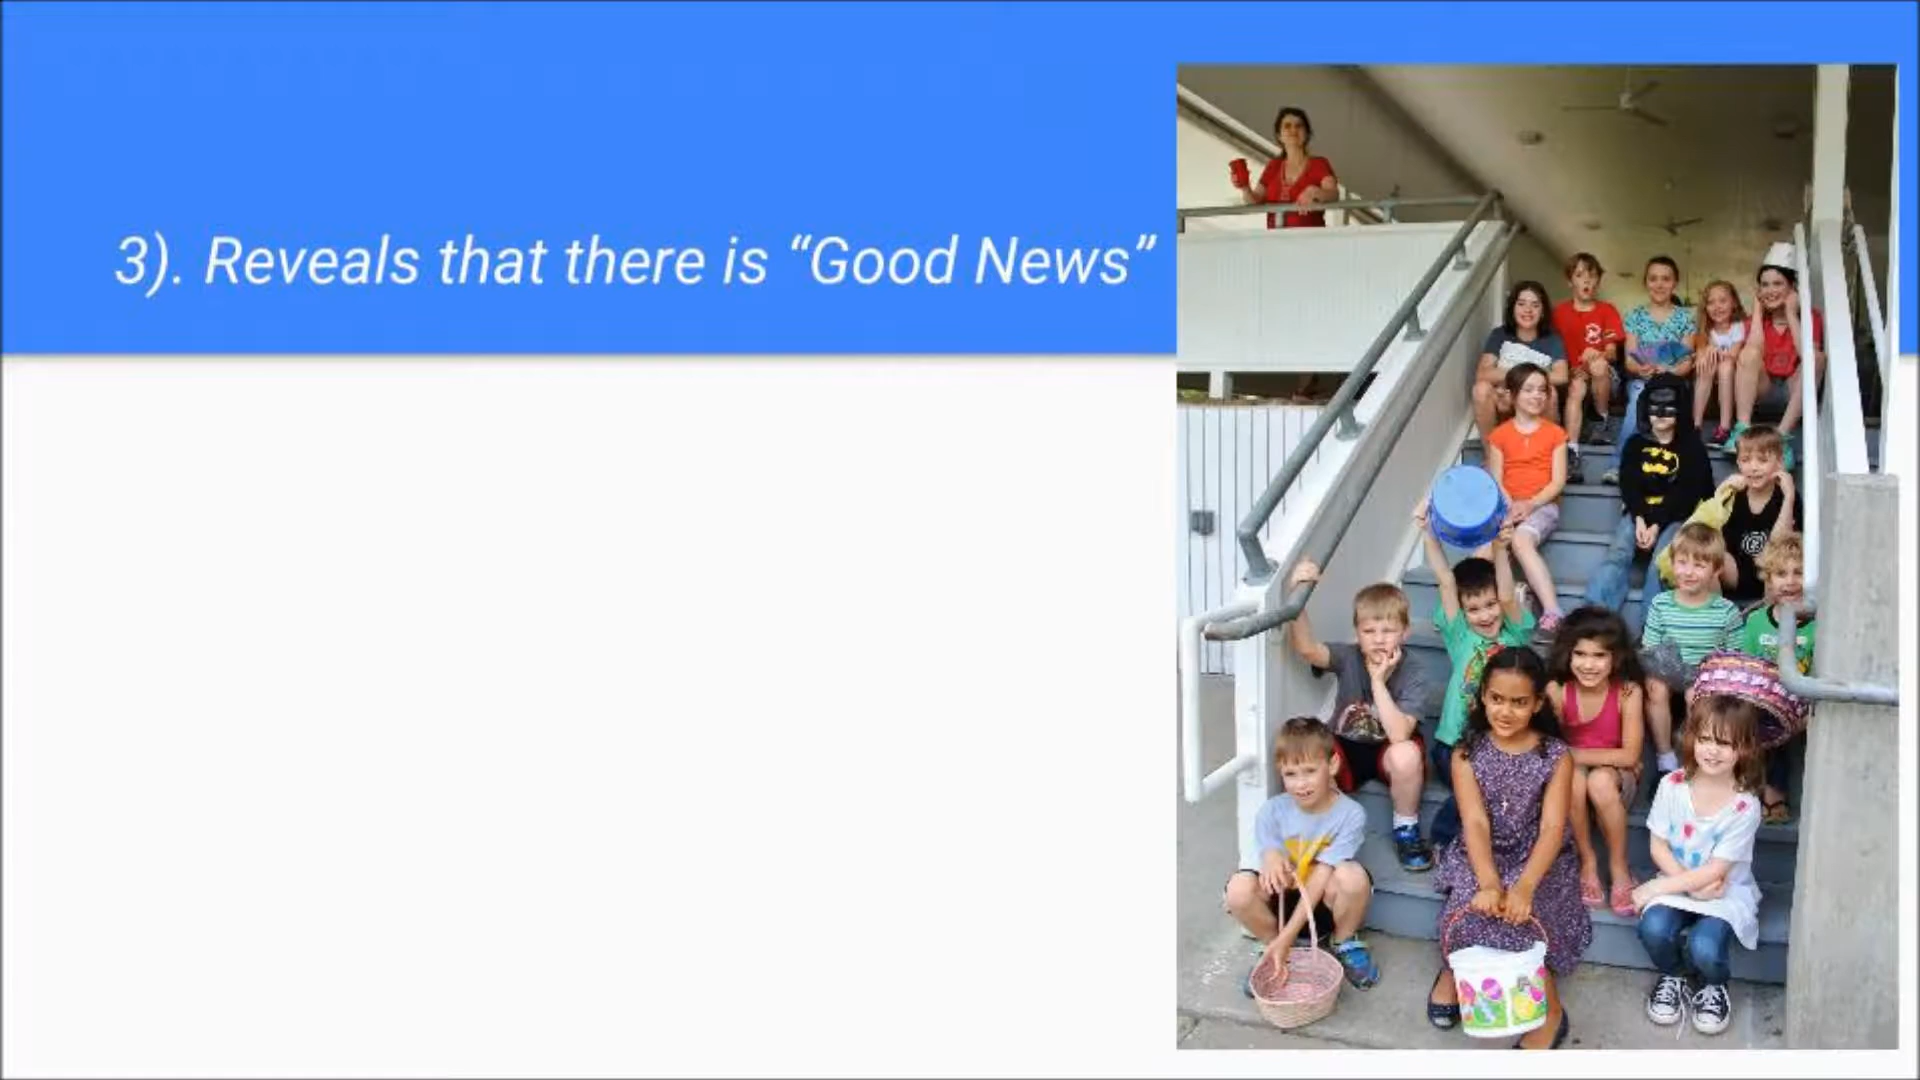 3). Reveals that there is “Good News”